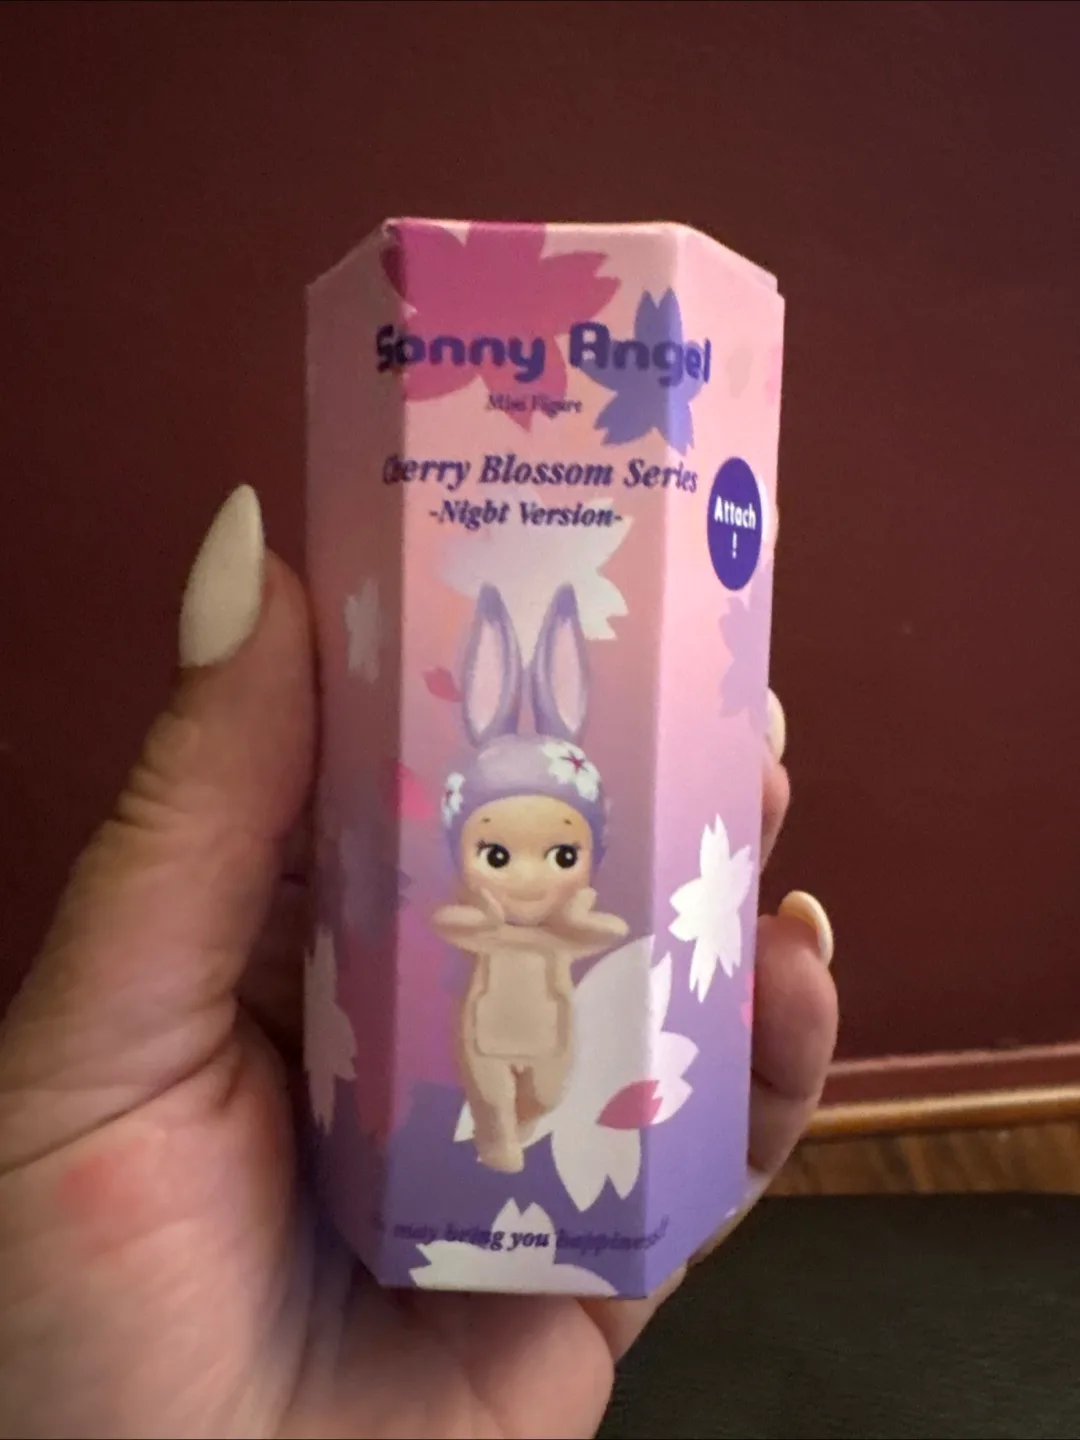 Sonny Angel
Mini Figure
Cherry Blossom Series
-Night Version-
Attach
!
may bring you happiness!